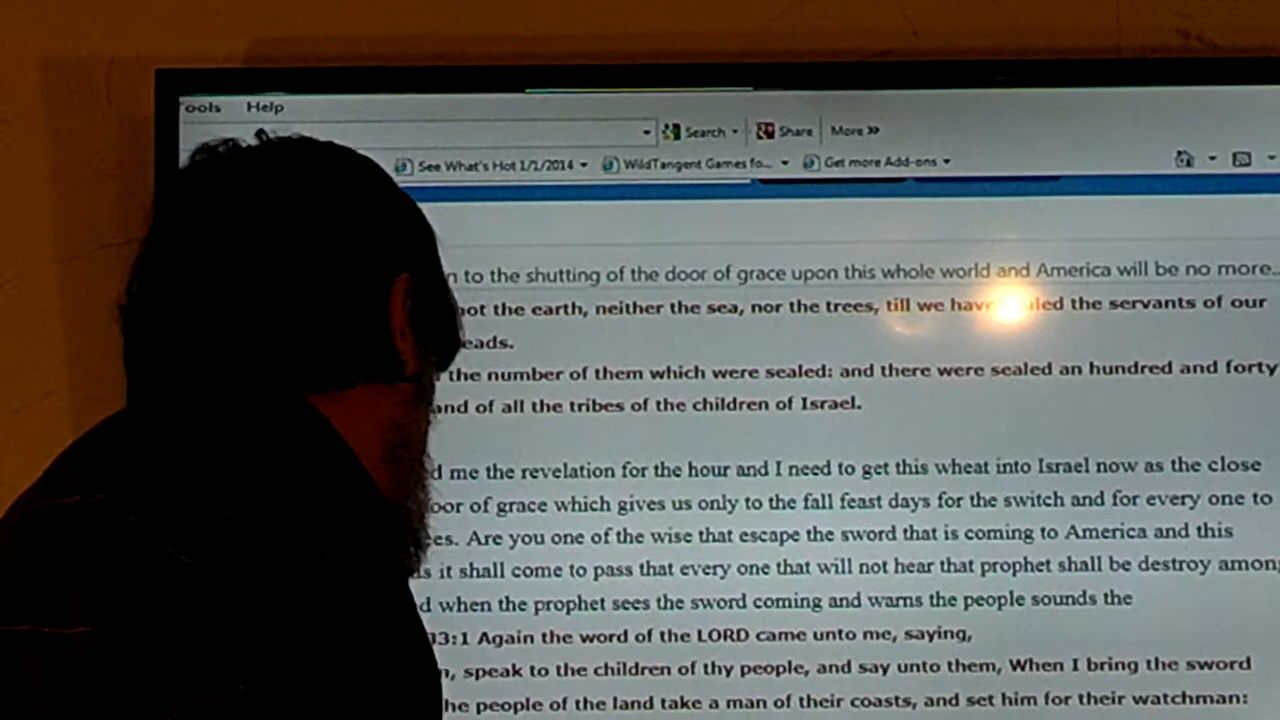 ools Help
Search Share More »
See What's Hot 1/1/2014 WildTangent Games fo... Get more Add-ons
n to the shutting of the door of grace upon this whole world and America will be no more..
not the earth, neither the sea, nor the trees, till we have led the servants of our
eads.
the number of them which were sealed: and there were sealed an hundred and forty
and of all the tribes of the children of Israel.
d me the revelation for the hour and I need to get this wheat into Israel now as the close
oor of grace which gives us only to the fall feast days for the switch and for every one to
es. Are you one of the wise that escape the sword that is coming to America and this
s it shall come to pass that every one that will not hear that prophet shall be destroy among
d when the prophet sees the sword coming and warns the people sounds the
33:1 Again the word of the LORD came unto me, saying,
n, speak to the children of thy people, and say unto them, When I bring the sword
he people of the land take a man of their coasts, and set him for their watchman: